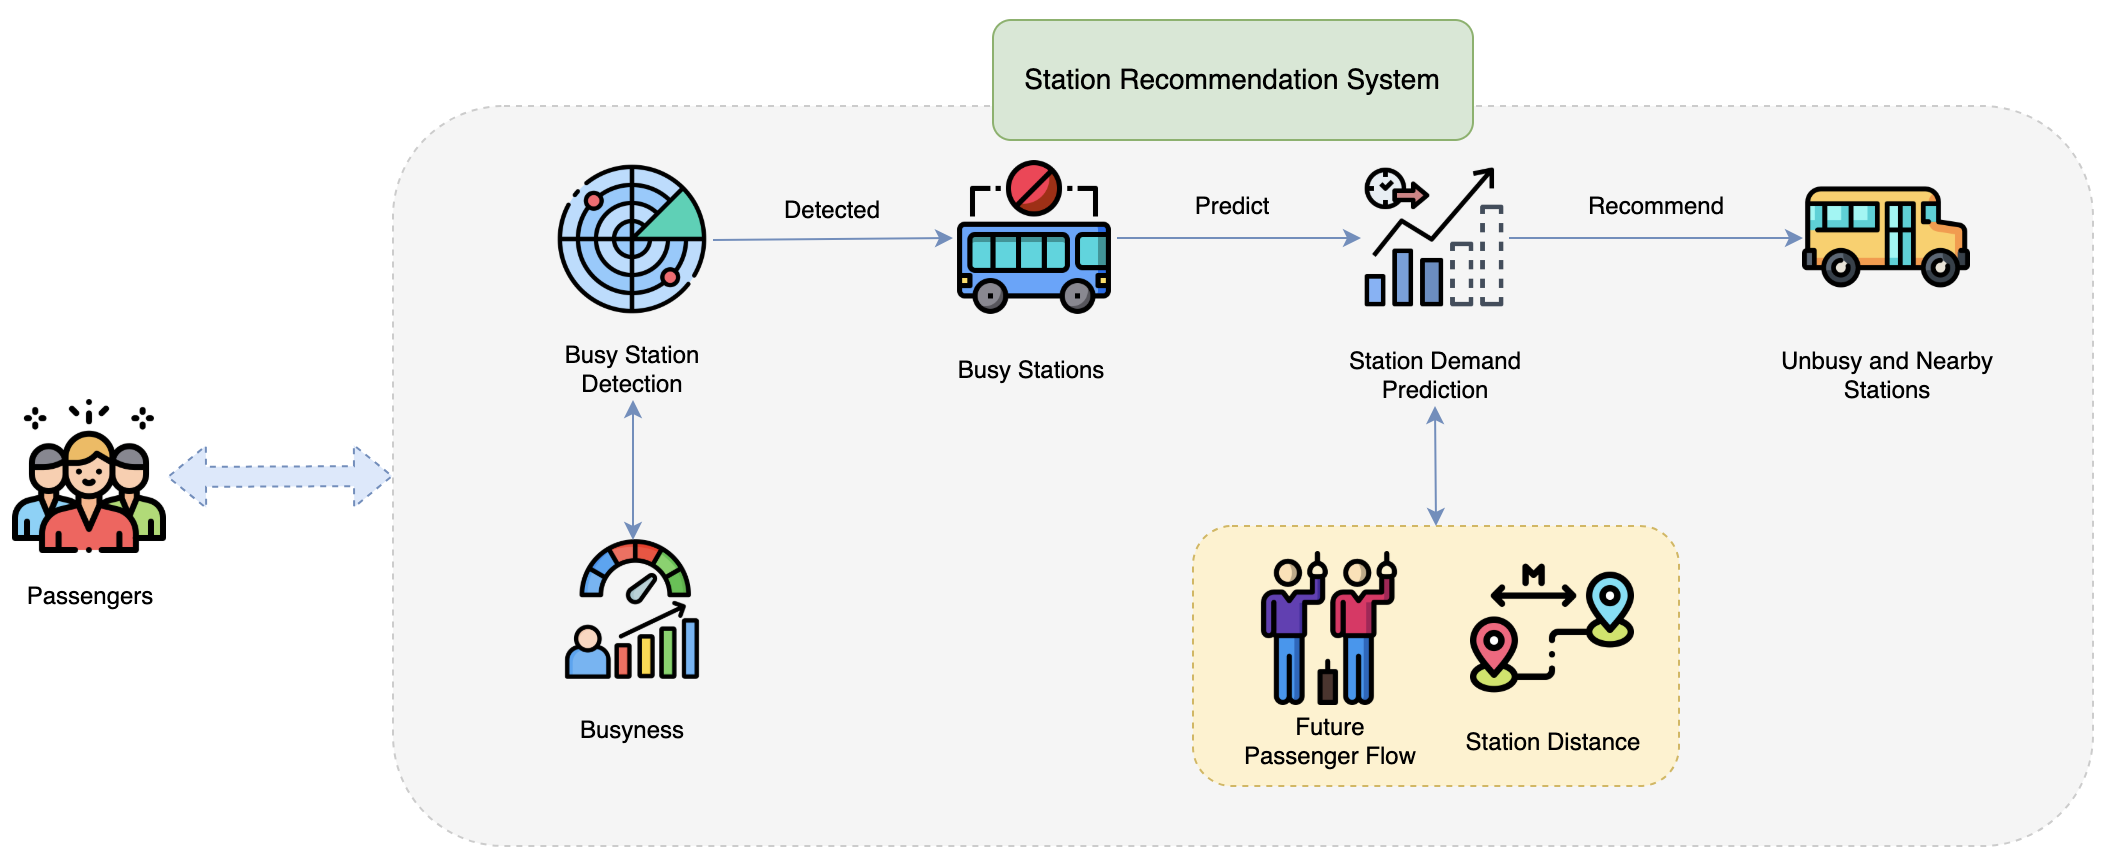 Station Recommendation System
Detected
Predict
Recommend
Busy Station
Detection
Busy Stations
Station Demand
Prediction
Unbusy and Nearby
Stations
Passengers
Busyness
M
Future
Passenger Flow
Station Distance